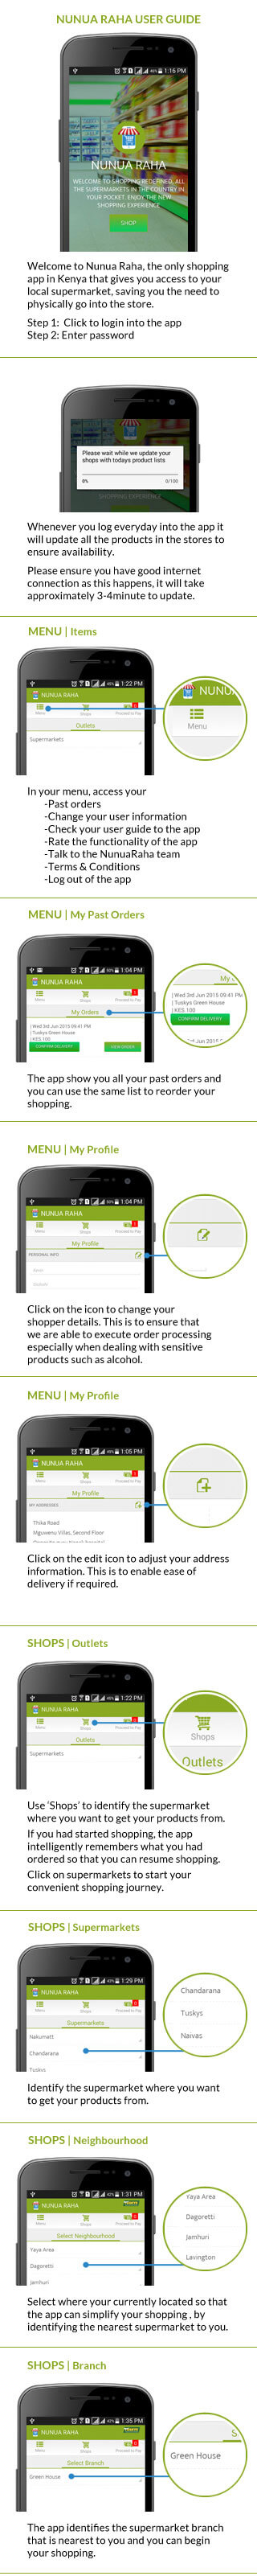 NUNUA RAHA USER GUIDE
1:16 PM
NUNUA RAHA
WELCOME TO SHOPPING REDEFINED, ALL
THE SUPERMARKETS IN THE COUNTRY IN
YOUR POCKET. ENJOY THE NEW
SHOPPING EXPERIENCE
SHOP
Welcome to Nunua Raha, the only shopping
app in Kenya that gives you access to your
local supermarket, saving you the need to
physically go into the store.
Step 1: Click to login into the app
Step 2: Enter password
Please wait while we update your
shops with todays product lists
0% 0/100
SHOPPING EXPERIENCE
Whenever you log everyday into the app it
will update all the products in the stores to
ensure availability.
Please ensure you have good internet
connection as this happens, it will take
approximately 3-4minute to update.
MENU | Items
1:22 PM
NUNUA RAHA
Menu Shops Proceed to Pay
Outlets
Supermarkets
NUNU
Menu
In your menu, access your
-Past orders
-Change your user information
-Check your user guide to the app
-Rate the functionality of the app
-Talk to the NunuaRaha team
-Terms & Conditions
-Log out of the app
MENU | My Past Orders
1:04 PM
NUNUA RAHA
Menu Shops Proceed to Pay
My Orders
| Wed 3rd Jun 2015 09:41 PM
| Tuskys Green House
| KES 100
CONFIRM DELIVERY VIEW ORDER
My
| Wed 3rd Jun 2015 09:41 PM
| Tuskys Green House
| KES 100
CONFIRM DELIVERY
The app show you all your past orders and
you can use the same list to reorder your
shopping.
MENU | My Profile
1:04 PM
NUNUA RAHA
Menu Shops Proceed to Pay
My Profile
PERSONAL INFO
Click on the icon to change your
shopper details. This is to ensure that
we are able to execute order processing
especially when dealing with sensitive
products such as alcohol.
MENU | My Profile
1:05 PM
NUNUA RAHA
Menu Shops Proceed to Pay
My Profile
MY ADDRESSES
Thika Road
Mguwenu Villas, Second Floor
Click on the edit icon to adjust your address
information. This is to enable ease of
delivery if required.
SHOPS | Outlets
1:22 PM
NUNUA RAHA
Menu Shops Proceed to Pay
Outlets
Supermarkets
Shops
Outlets
Use 'Shops' to identify the supermarket
where you want to get your products from.
If you had started shopping, the app
intelligently remembers what you had
ordered so that you can resume shopping.
Click on supermarkets to start your
convenient shopping journey.
SHOPS | Supermarkets
1:29 PM
NUNUA RAHA
Menu Shops Proceed to Pay
Supermarkets
Nakumatt
Chandarana
Tuskys
Chandarana
Tuskys
Naivas
Identify the supermarket where you want
to get your products from.
SHOPS | Neighbourhood
1:31 PM
NUNUA RAHA
Menu Shops Proceed to Pay
Select Neighbourhood
Yaya Area
Dagoretti
Jamhuri
Yaya Area
Dagoretti
Jamhuri
Lavington
Select where your currently located so that
the app can simplify your shopping , by
identifying the nearest supermarket to you.
SHOPS | Branch
1:35 PM
NUNUA RAHA
Menu Shops Proceed to Pay
Select Branch
Green House
S
Green House
The app identifies the supermarket branch
that is nearest to you and you can begin
your shopping.